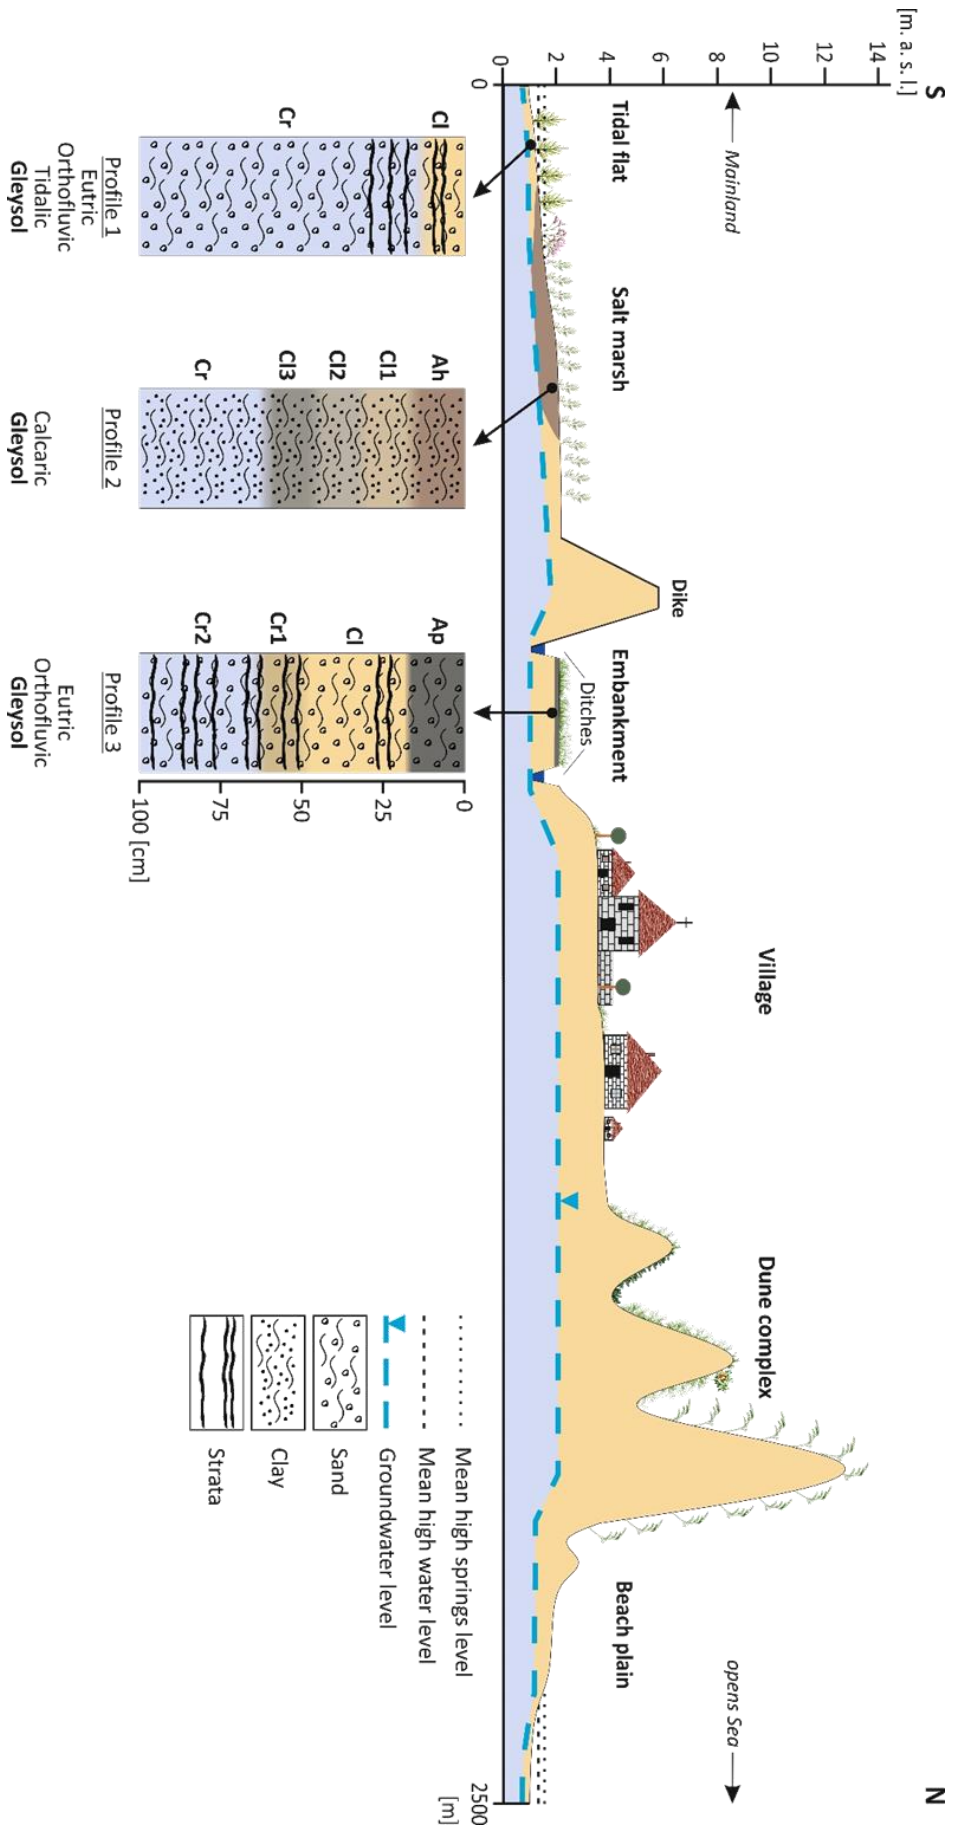 S
N
[m. a. s. l.]
14
12
10
8
6
4
2
0
0
2500
[m]
Mainland
opens Sea
Tidal flat
Salt marsh
Dike
Embankment
Ditches
Village
Dune complex
Beach plain
Cl
Cr
Profile 1
Eutric
Orthofluvic
Tidalic
Gleysol
Ah
Cl1
Cl2
Cl3
Cr
Profile 2
Calcaric
Gleysol
Ap
Cl
Cr1
Cr2
Profile 3
Eutric
Orthofluvic
Gleysol
0
25
50
75
100 [cm]
Mean high springs level
Mean high water level
Groundwater level
Sand
Clay
Strata